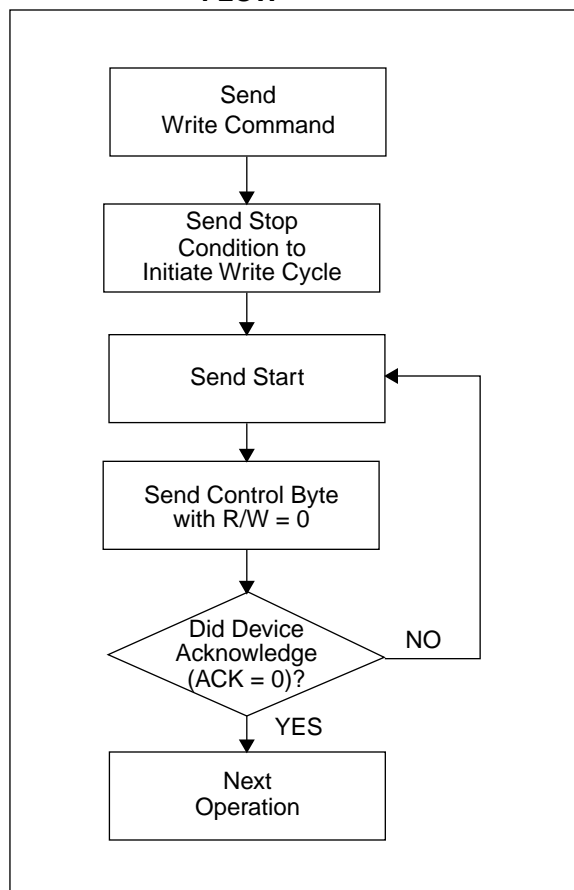 Send
Write Command
Send Stop
Condition to
Initiate Write Cycle
Send Start
Send Control Byte
with R/W = 0
Did Device
Acknowledge
(ACK = 0)?
NO
YES
Next
Operation